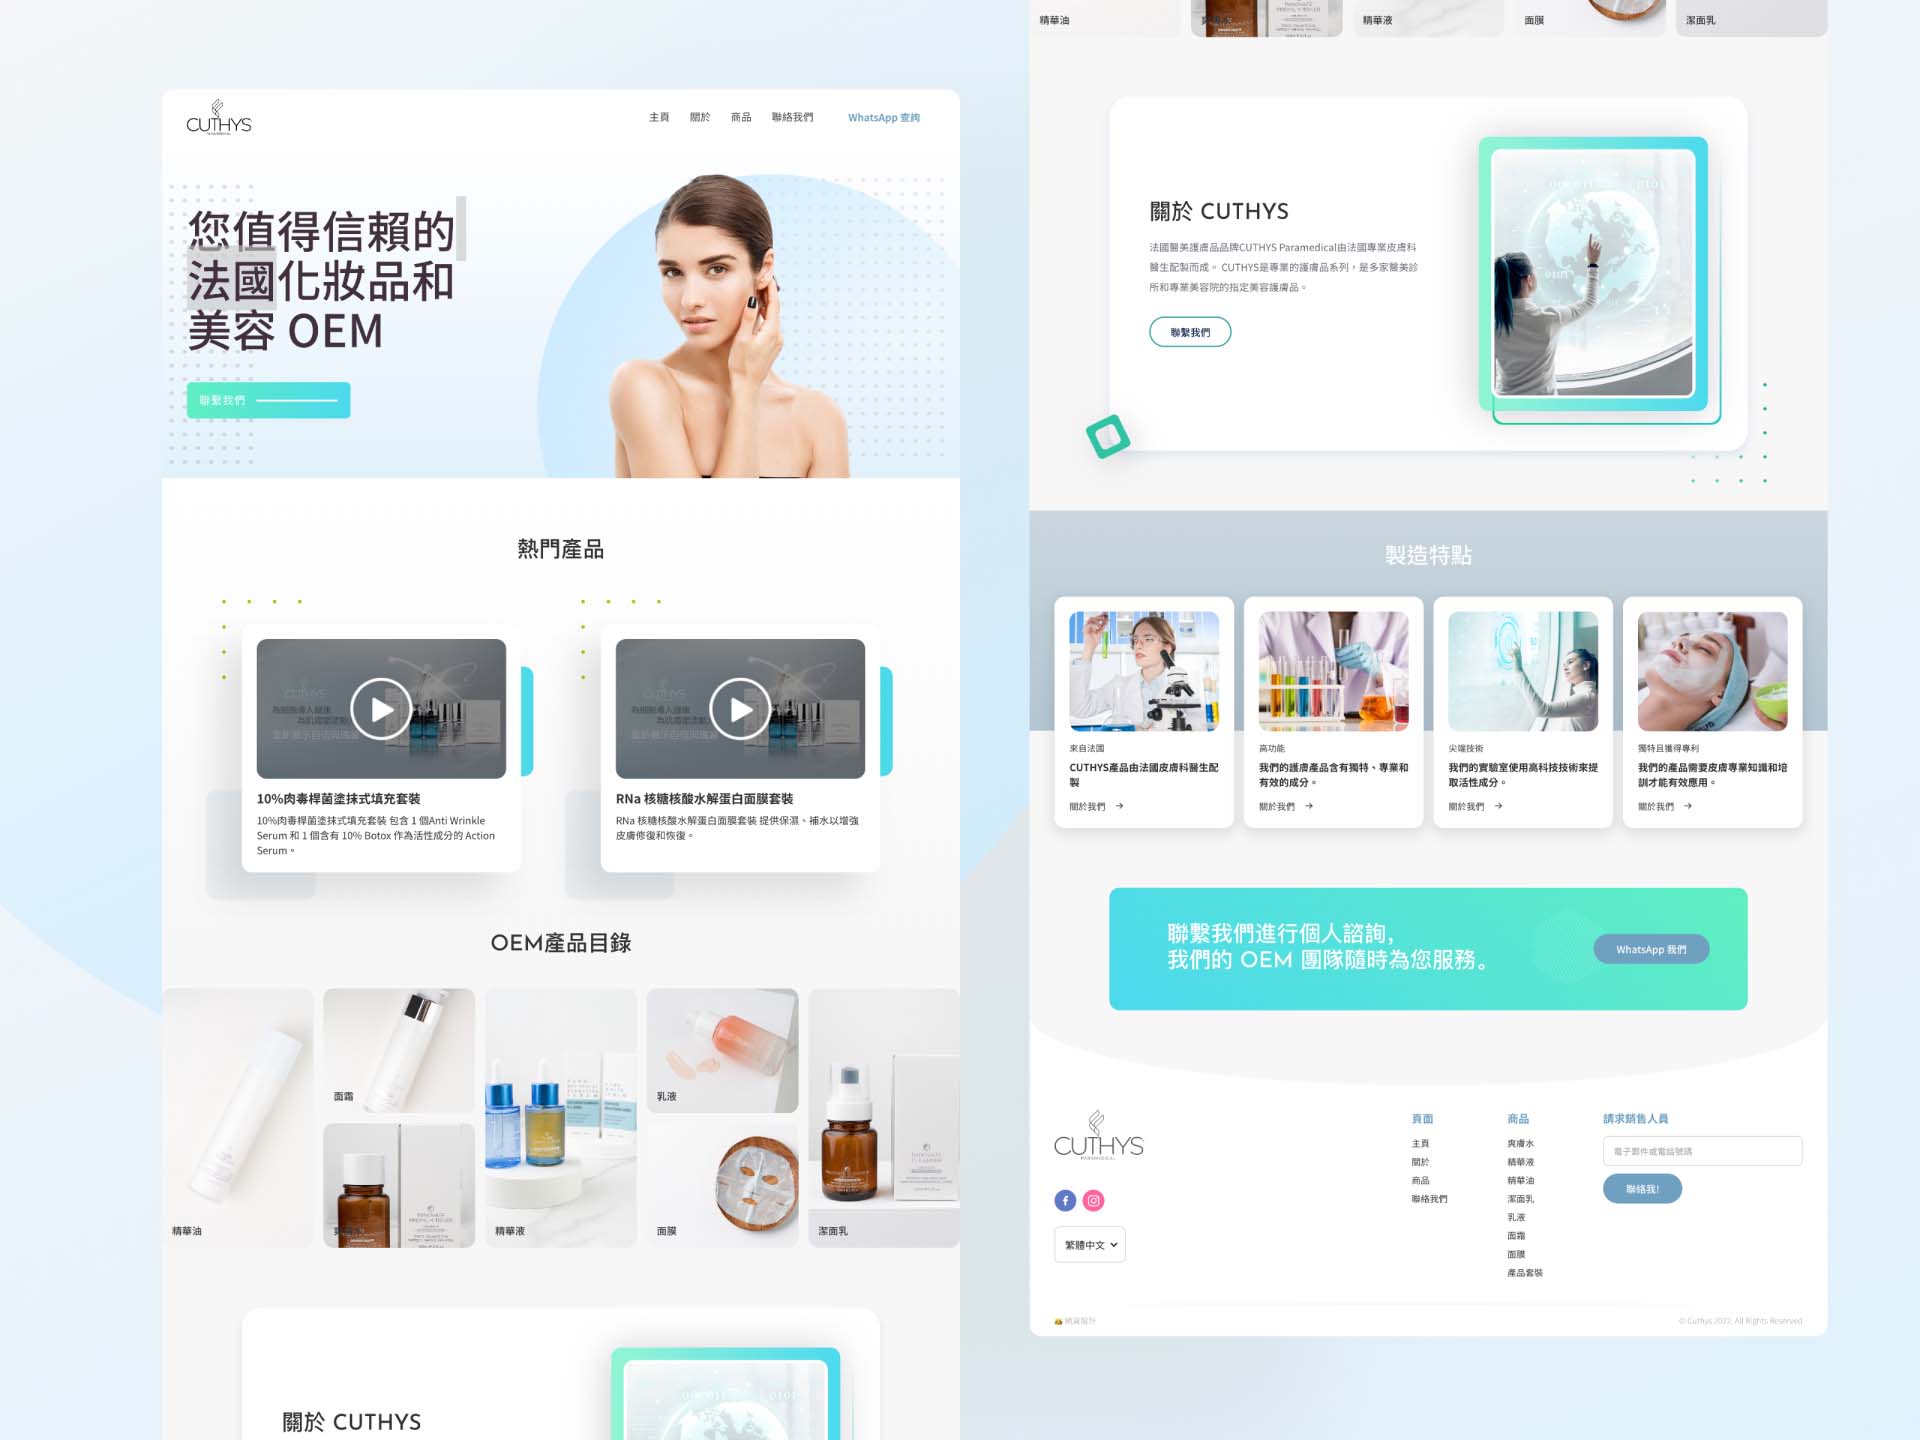 CUTHYS
主頁 關於 商品 聯絡我們 WhatsApp 查詢
您值得信賴的
法國化妝品和
美容 OEM
聯繫我們
熱門產品
CUTHYS
CUTHYS
10%肉毒桿菌塗抹式填充套裝
10%肉毒桿菌塗抹式填充套裝 包含 1 個Anti Wrinkle
Serum 和 1 個含有 10% Botox 作為活性成分的 Action
Serum。
RNa 核糖核酸水解蛋白面膜套裝
RNa 核糖核酸水解蛋白面膜套裝 提供保濕、補水以增強
皮膚修復和恢復。
OEM產品目錄
面霜
乳液
精華油
精華液
面膜
潔面乳
關於 CUTHYS
精華油
精華液
面膜
潔面乳
關於 CUTHYS
法國醫美護膚品品牌CUTHYS Paramedical由法國專業皮膚科
醫生配製而成。 CUTHYS是專業的護膚品系列，是多家醫美診
所和專業美容院的指定美容護膚品。
聯繫我們
製造特點
來自法國
CUTHYS產品由法國皮膚科醫生配
製
關於我們 →
高功能
我們的護膚產品含有獨特、專業和
有效的成分。
關於我們 →
尖端技術
我們的實驗室使用高科技技術來提
取活性成分。
關於我們 →
獨特且獲得專利
我們的產品需要皮膚專業知識和培
訓才能有效應用。
關於我們 →
聯繫我們進行個人諮詢，
我們的 OEM 團隊隨時為您服務。
WhatsApp 我們
CUTHYS
PARAMEDICAL
繁體中文
頁面
主頁
關於
商品
聯絡我們
商品
爽膚水
精華液
精華油
潔面乳
乳液
面霜
面膜
產品套裝
請求銷售人員
電子郵件或電話號碼
聯絡我!
網頁設計
© Cuthys 2022, All Rights Reserved